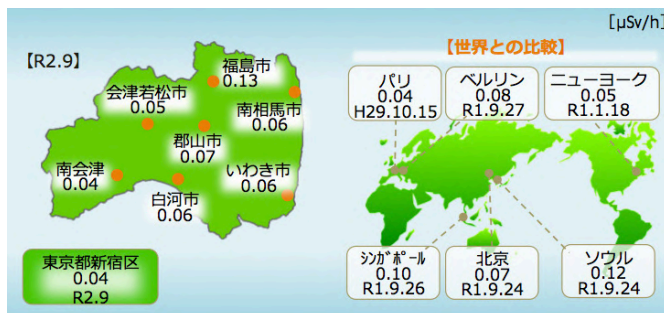 [μSv/h]
【R2.9】
福島市
0.13
会津若松市
0.05
南相馬市
0.06
郡山市
0.07
南会津
0.04
いわき市
0.06
白河市
0.06
東京都新宿区
0.04
R2.9
【世界との比較】
パリ
0.04
H29.10.15
ベルリン
0.08
R1.9.27
ニューヨーク
0.05
R1.1.18
ｼﾝｶﾞﾎﾟｰﾙ
0.10
R1.9.26
北京
0.07
R1.9.24
ソウル
0.12
R1.9.24